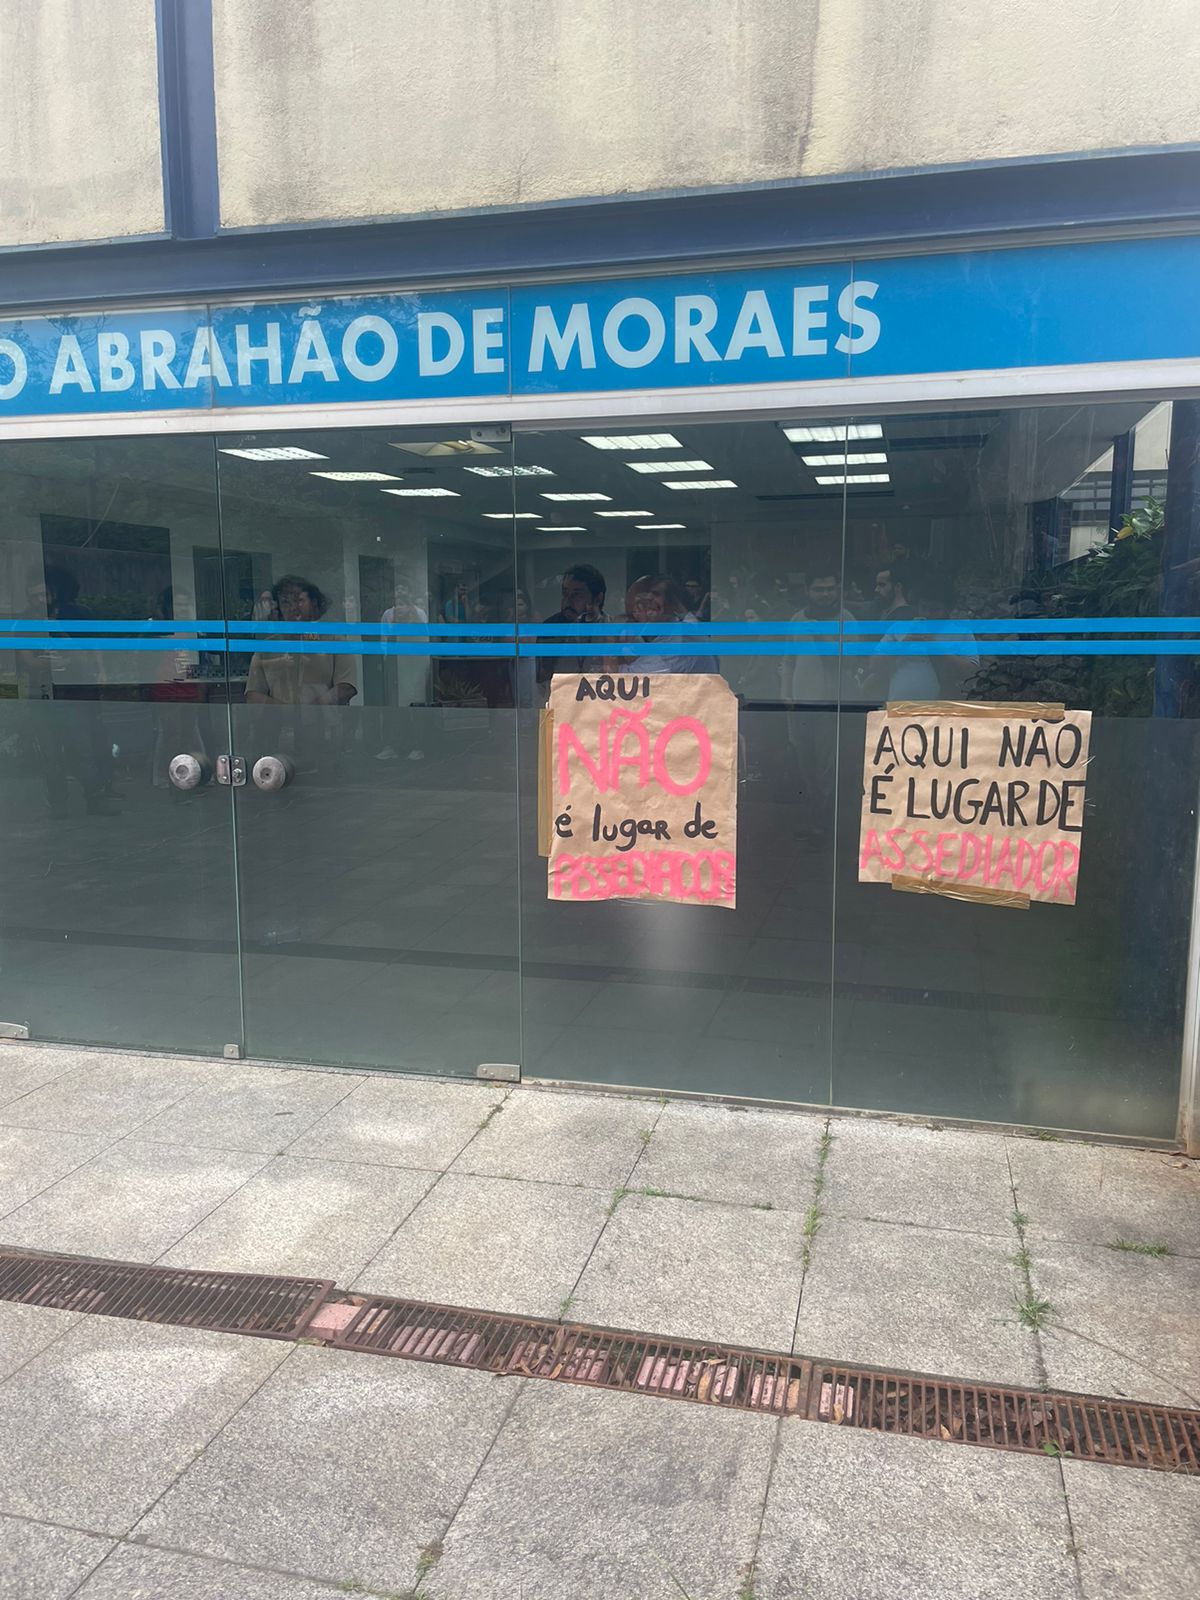 O ABRAHÃO DE MORAES
AQUI
NÃO
é lugar de
ASSEDIADOR
AQUI NÃO
É LUGAR DE
ASSEDIADOR